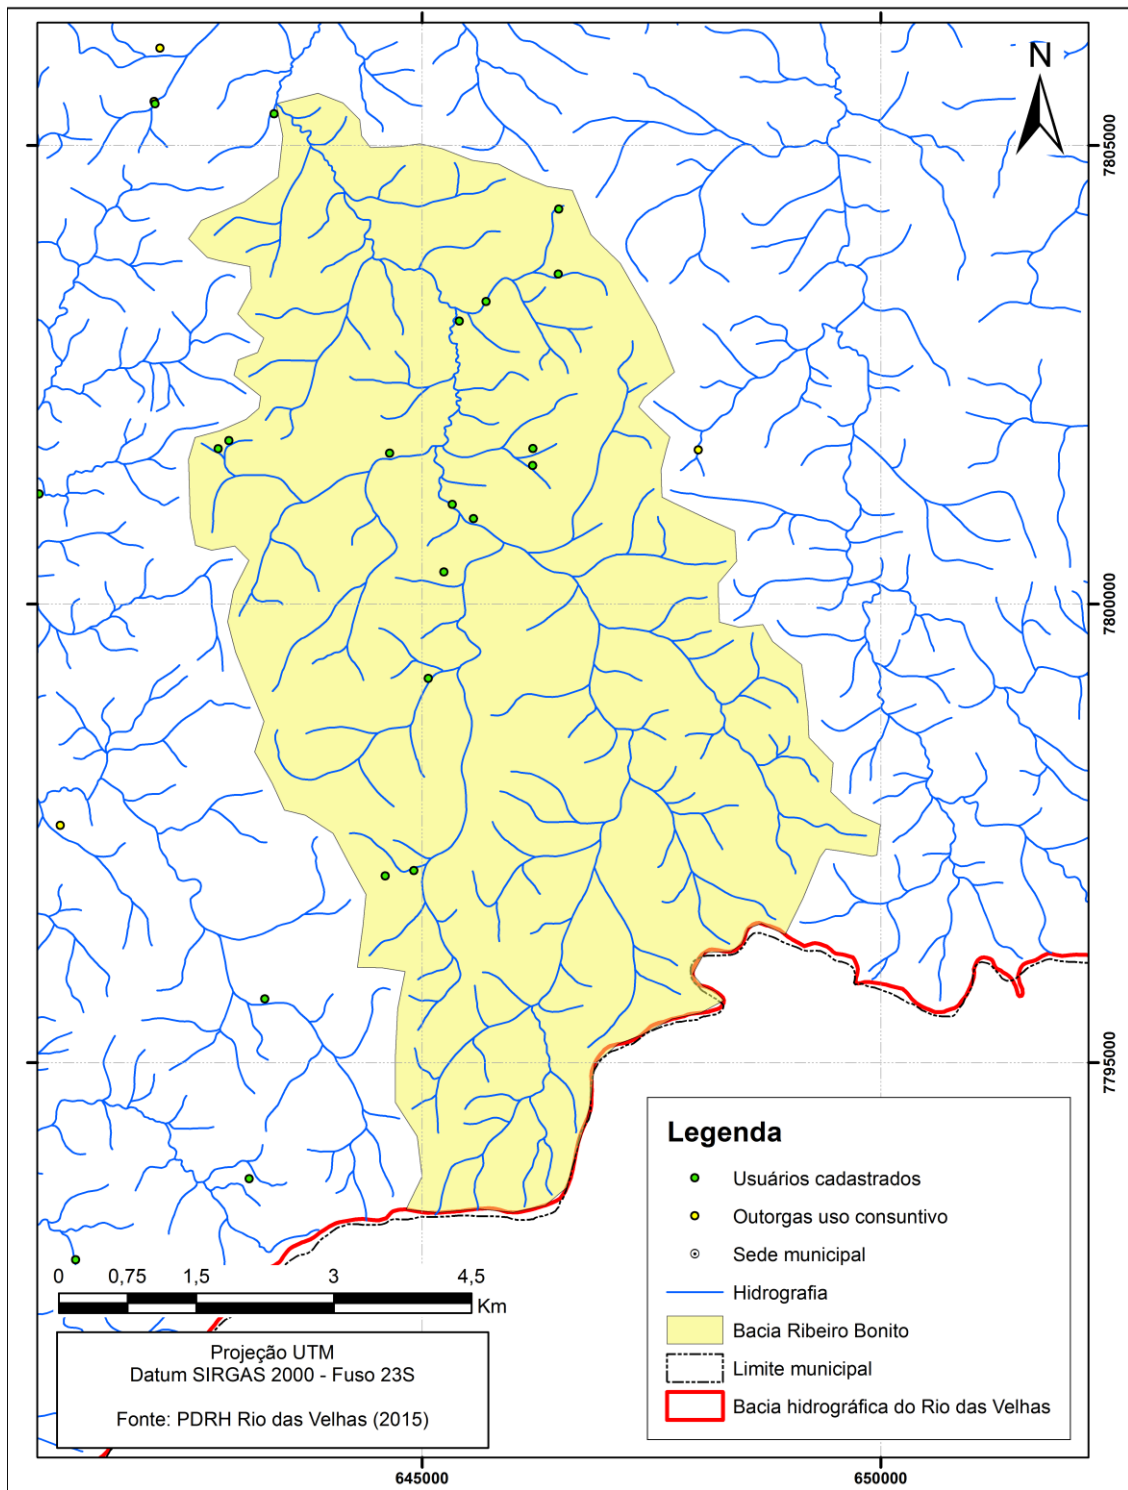 N
7805000
7800000
7795000
Legenda
Usuários cadastrados
Outorgas uso consuntivo
Sede municipal
Hidrografia
Bacia Ribeiro Bonito
Limite municipal
Bacia hidrográfica do Rio das Velhas
0 0,75 1,5 3 4,5
Km
Projeção UTM
Datum SIRGAS 2000 - Fuso 23S
Fonte: PDRH Rio das Velhas (2015)
645000 650000